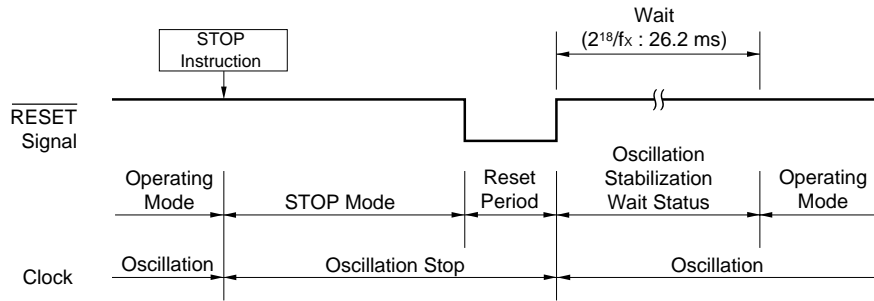 Wait
(2¹⁸/fx : 26.2 ms)
STOP
Instruction
RESET
Signal
Operating
Mode
STOP Mode
Reset
Period
Oscillation
Stabilization
Wait Status
Operating
Mode
Clock
Oscillation
Oscillation Stop
Oscillation